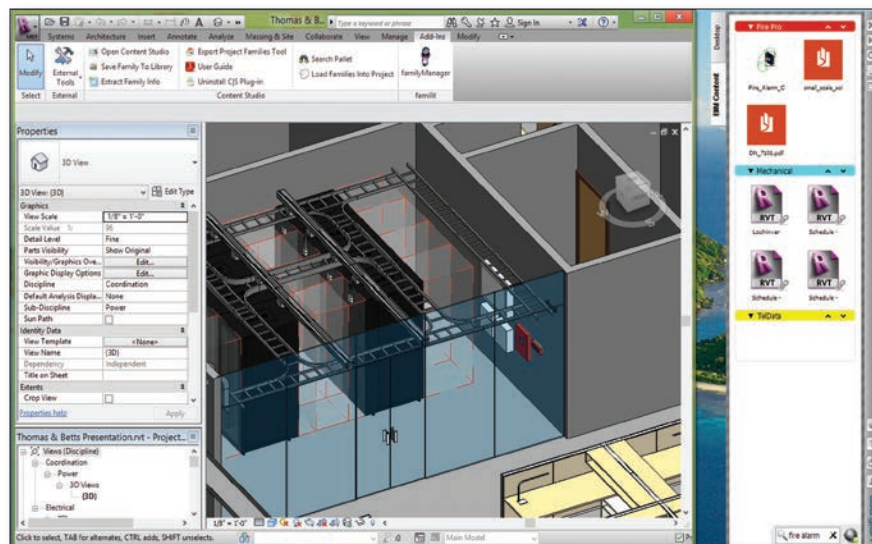 Thomas & B...
Type a keyword or phrase
Sign In
Systems Architecture Insert Annotate Analyze Massing & Site Collaborate View Manage Add-Ins Modify
Modify
External Tools
Open Content Studio
Save Family To Library
Extract Family Info
Export Project Families Tool
User Guide
Uninstall CJS Plug-in
Search Pallet
Load Families Into Project
familyManager
Select External Content Studio familit
Properties
3D View
3D View: {3D} Edit Type
Graphics
View Scale 1/8" = 1'-0"
Scale Value 1: 96
Detail Level Fine
Parts Visibility Show Original
Visibility/Graphics Ove... Edit...
Graphic Display Options Edit...
Discipline Coordination
Default Analysis Displa... None
Sub-Discipline Power
Sun Path
Identity Data
View Template <None>
View Name {3D}
Dependency Independent
Title on Sheet
Extents
Crop View
Properties help Apply
Thomas & Betts Presentation.rvt - Project...
Views (Discipline)
Coordination
Power
3D Views
{3D}
Electrical
1/8" = 1'-0"
Click to select, TAB for alternates, CTRL adds, SHIFT unselects.
:0
Main Model
Desktop
BIM Content
Fire Pro
Fire_Alarm_C
small_scale_sol
Mechanical
RVT
Lochinver
RVT
Schedule -
RVT
Schedule -
RVT
Schedule -
TelData
fire alarm X